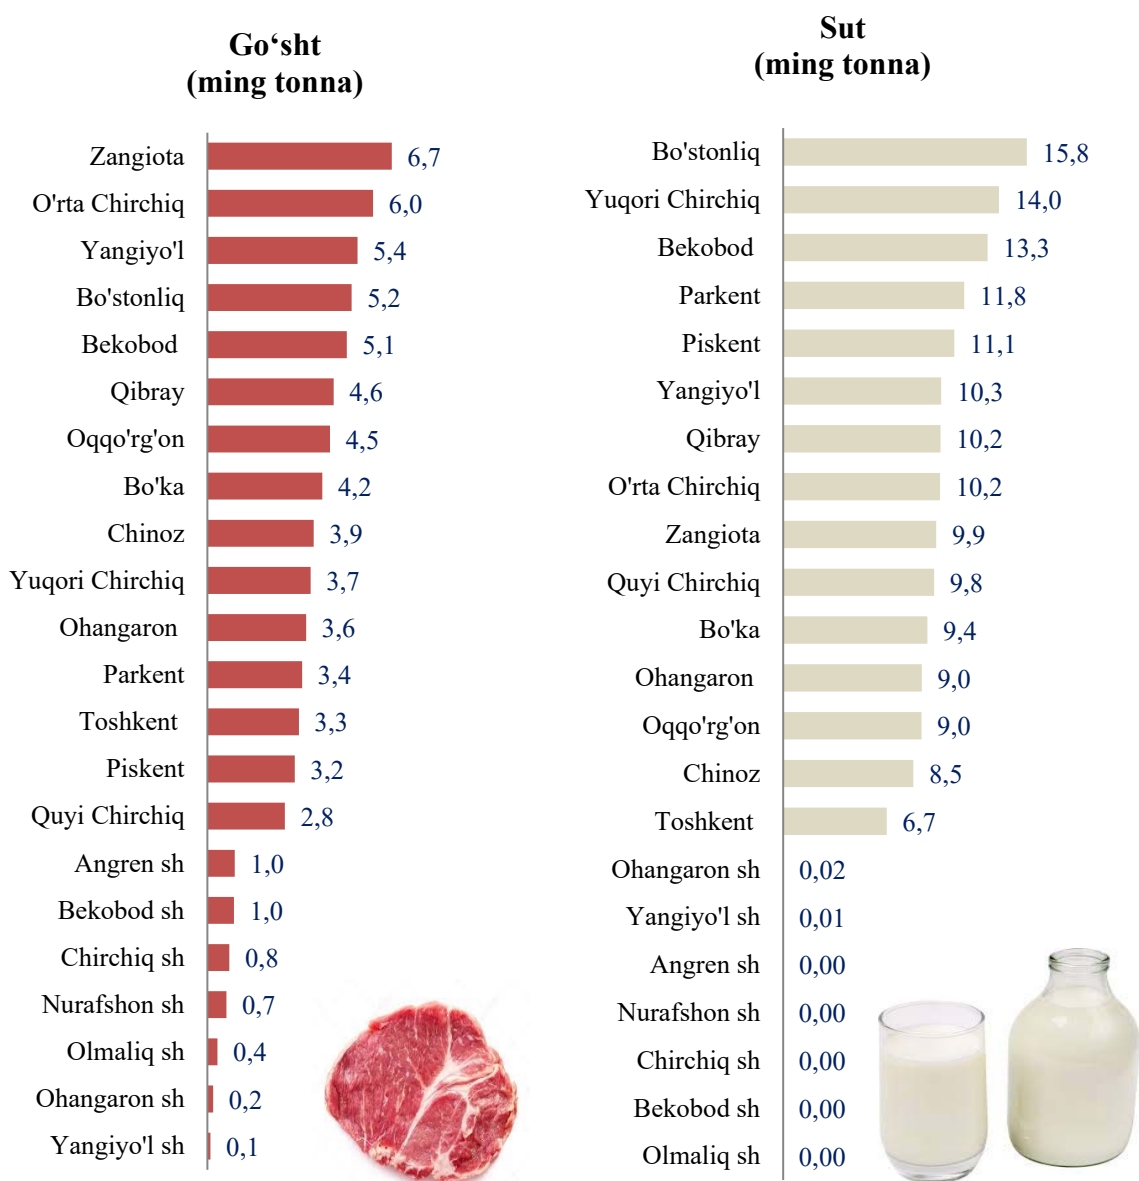 Go‘sht
(ming tonna)
Zangiota 6,7
O'rta Chirchiq 6,0
Yangiyo'l 5,4
Bo'stonliq 5,2
Bekobod 5,1
Qibray 4,6
Oqqo'rg'on 4,5
Bo'ka 4,2
Chinoz 3,9
Yuqori Chirchiq 3,7
Ohangaron 3,6
Parkent 3,4
Toshkent 3,3
Piskent 3,2
Quyi Chirchiq 2,8
Angren sh 1,0
Bekobod sh 1,0
Chirchiq sh 0,8
Nurafshon sh 0,7
Olmaliq sh 0,4
Ohangaron sh 0,2
Yangiyo'l sh 0,1
Sut
(ming tonna)
Bo'stonliq 15,8
Yuqori Chirchiq 14,0
Bekobod 13,3
Parkent 11,8
Piskent 11,1
Yangiyo'l 10,3
Qibray 10,2
O'rta Chirchiq 10,2
Zangiota 9,9
Quyi Chirchiq 9,8
Bo'ka 9,4
Ohangaron 9,0
Oqqo'rg'on 9,0
Chinoz 8,5
Toshkent 6,7
Ohangaron sh 0,02
Yangiyo'l sh 0,01
Angren sh 0,00
Nurafshon sh 0,00
Chirchiq sh 0,00
Bekobod sh 0,00
Olmaliq sh 0,00